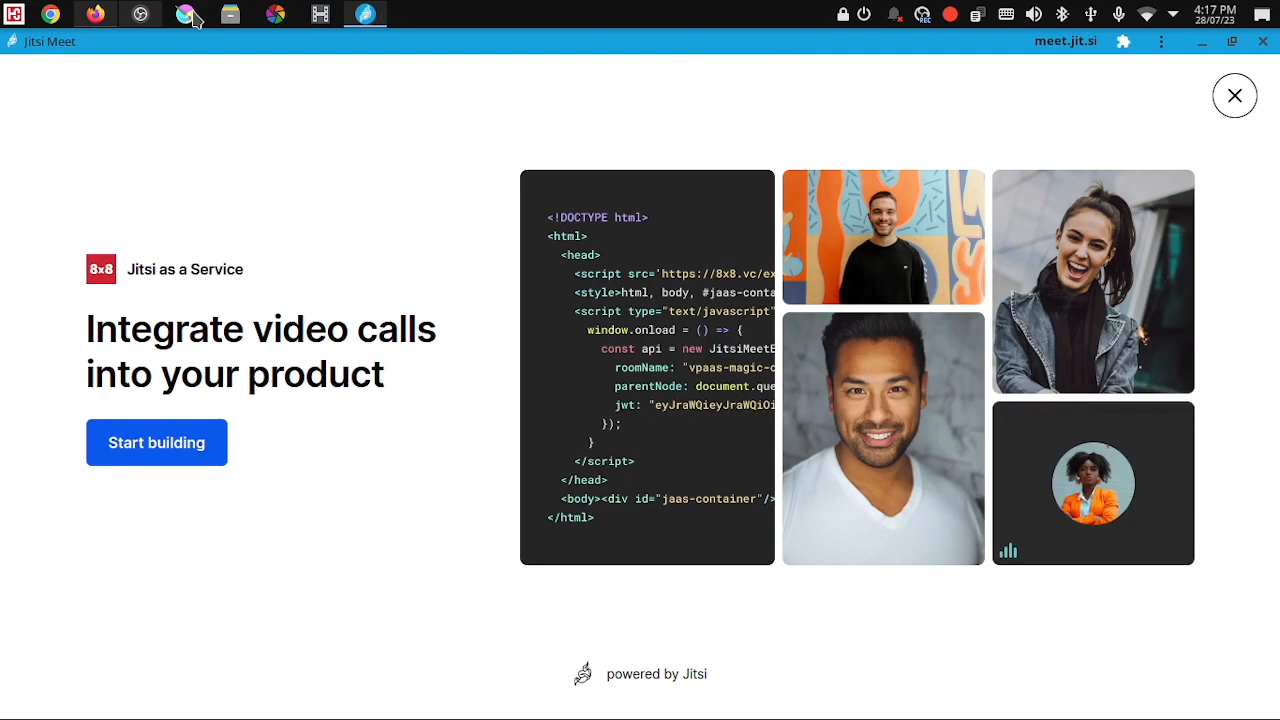 4:17 PM
28/07/23
REC
Jitsi Meet
meet.jit.si
8x8 Jitsi as a Service
Integrate video calls
into your product
Start building
<!DOCTYPE html>
<html>
<head>
<script src='https://8x8.vc/ex
<style>html, body, #jaas-conta
<script type="text/javascript"
window.onload = () => {
const api = new JitsiMeetE
roomName: "vpaas-magic-c
parentNode: document.que
jwt: "eyJraWQieyJraWQiOi
});
}
</script>
</head>
<body><div id="jaas-container"/>
</html>
powered by Jitsi